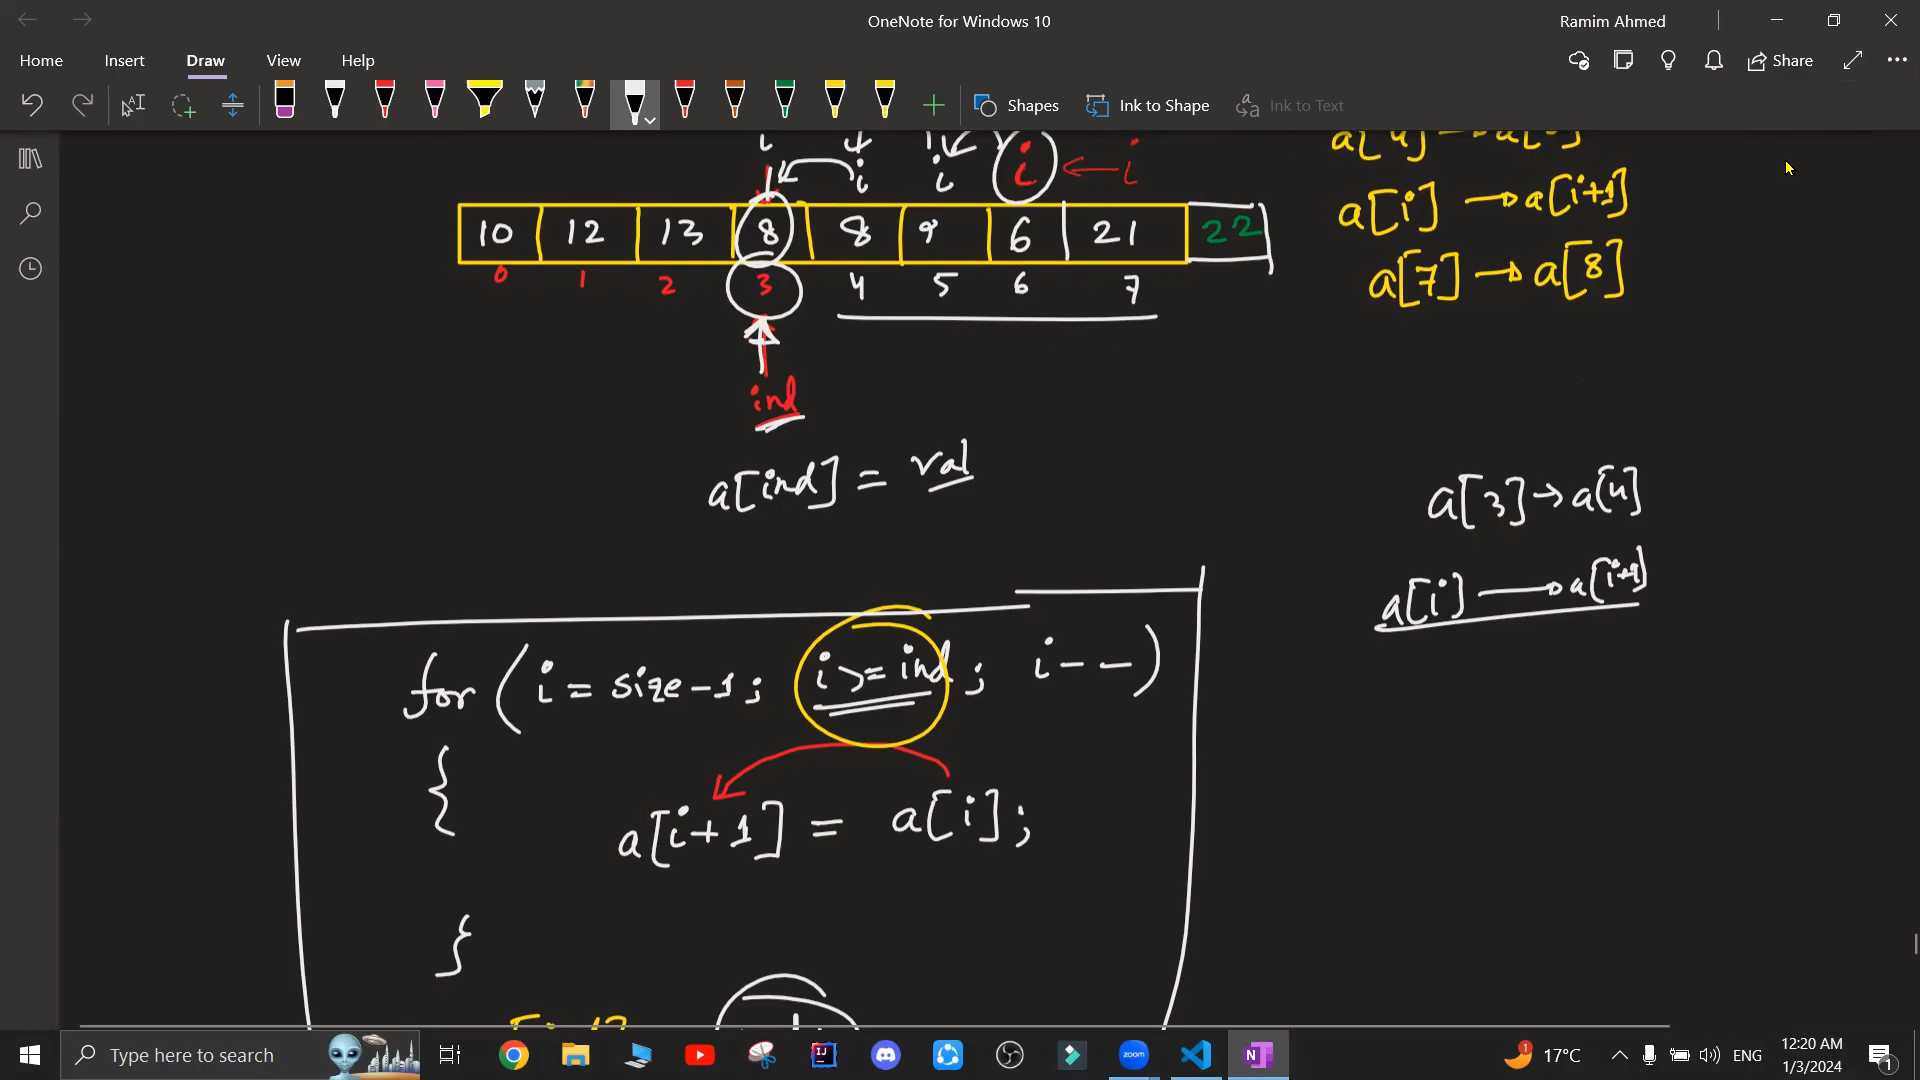 OneNote for Windows 10
Ramim Ahmed
Home Insert Draw View Help
Share
Shapes Ink to Shape Ink to Text
i i i i ← i
a[i] → a[i+1]
10 12 13 8 8 9 6 21 22
0 1 2 3 4 5 6 7
a[7] → a[8]
ind
a[ind] = val
a[3] → a[4]
a[i] → a[i+1]
for (i = size-1; i >= ind; i--)
{
a[i+1] = a[i];
}
Type here to search
zoom
17°C
ENG
12:20 AM
1/3/2024